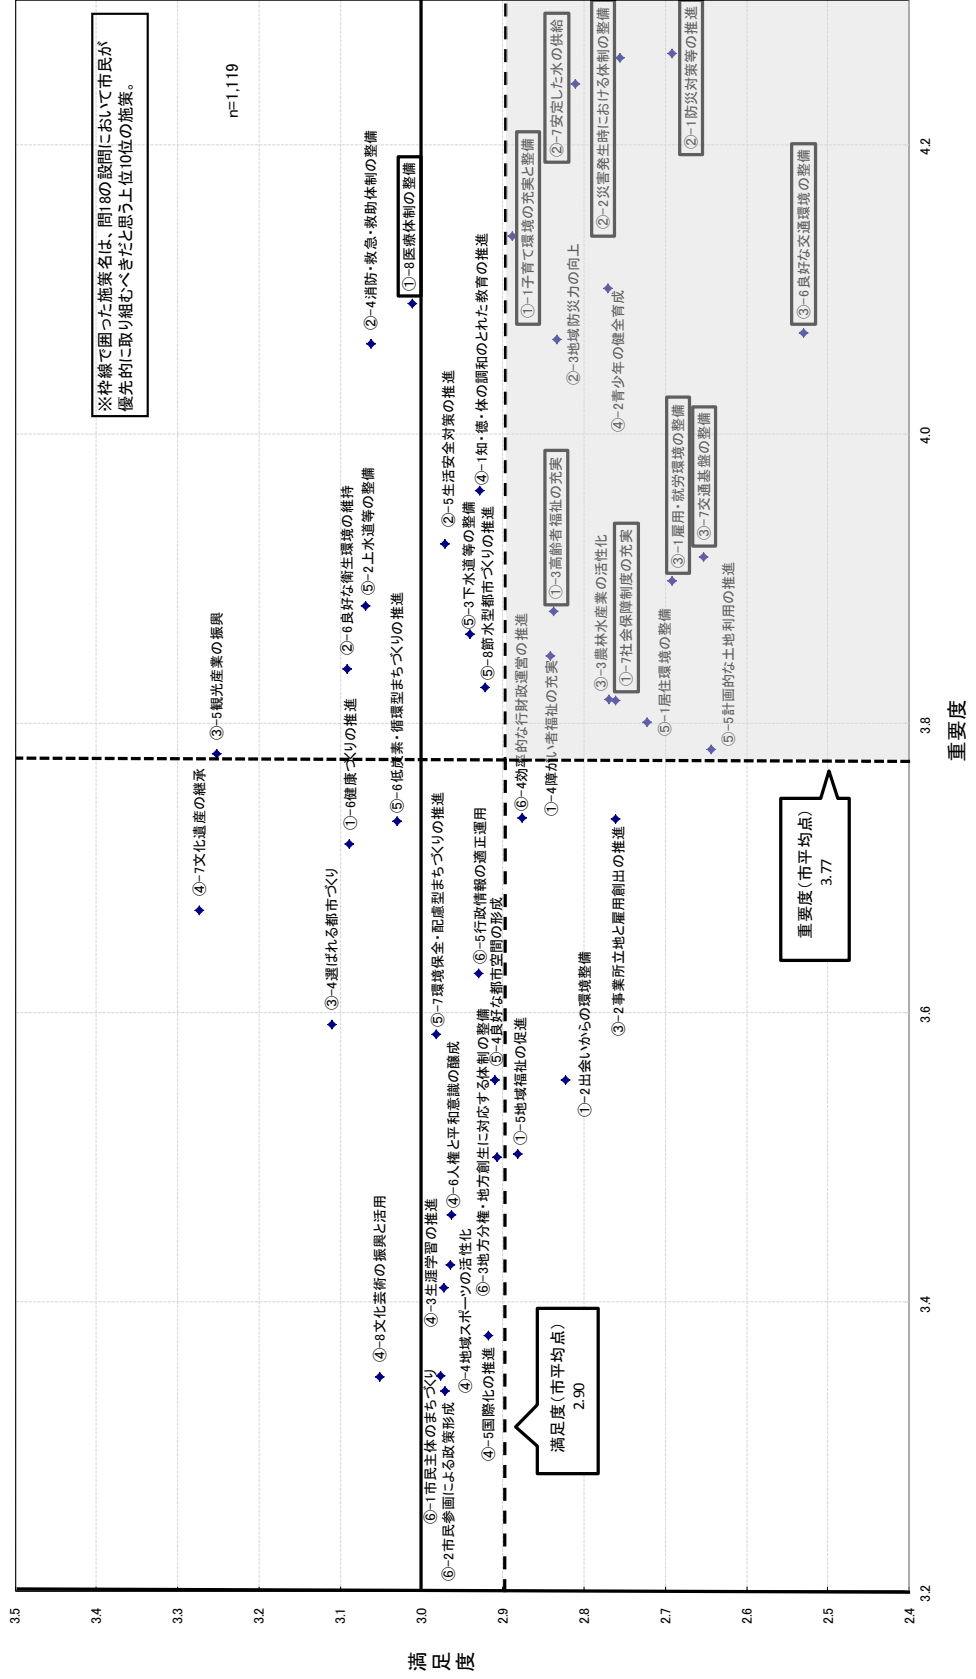 ※枠線で囲った施策名は、問18の設問において市民が
優先的に取り組むべきだと思う上位10位の施策。
n=1,119
満足度
3.5
3.4
3.3
3.2
3.1
3.0
2.9
2.8
2.7
2.6
2.5
2.4
④-7文化遺産の継承
③-5観光産業の振興
③-4選ばれる都市づくり
①-6健康づくりの推進
②-6良好な衛生環境の維持
⑤-2上水道等の整備
②-4消防・救急・救助体制の整備
④-8文化芸術の振興と活用
⑤-6低炭素・循環型まちづくりの推進
①-8医療体制の整備
⑥-1市民主体のまちづくり
⑥-2市民参画による政策形成
④-3生涯学習の推進
④-6人権と平和意識の醸成
⑤-7環境保全・配慮型まちづくりの推進
②-5生活安全対策の推進
④-4地域スポーツの活性化
④-5国際化の推進
⑥-3地方分権・地方創生に対応する体制の整備
⑥-5行政情報の適正運用
⑤-4良好な都市空間の形成
⑤-3下水道等の整備
⑤-8節水型都市づくりの推進
④-1知・徳・体の調和のとれた教育の推進
①-5地域福祉の促進
①-2出会いからの環境整備
③-2事業所立地と雇用創出の推進
⑥-4効率的な行財政運営の推進
①-4障がい者福祉の充実
①-3高齢者福祉の充実
①-1子育て環境の充実と整備
②-3地域防災力の向上
②-7安定した水の供給
②-2災害発生時における体制の整備
④-2青少年の健全育成
③-3農林水産業の活性化
①-7社会保障制度の充実
⑤-1居住環境の整備
③-1雇用・就労環境の整備
③-7交通基盤の整備
②-1防災対策等の推進
⑤-5計画的な土地利用の推進
③-6良好な交通環境の整備
満足度（市平均点）
2.90
重要度（市平均点）
3.77
3.2
3.4
3.6
3.8
4.0
4.2
重要度